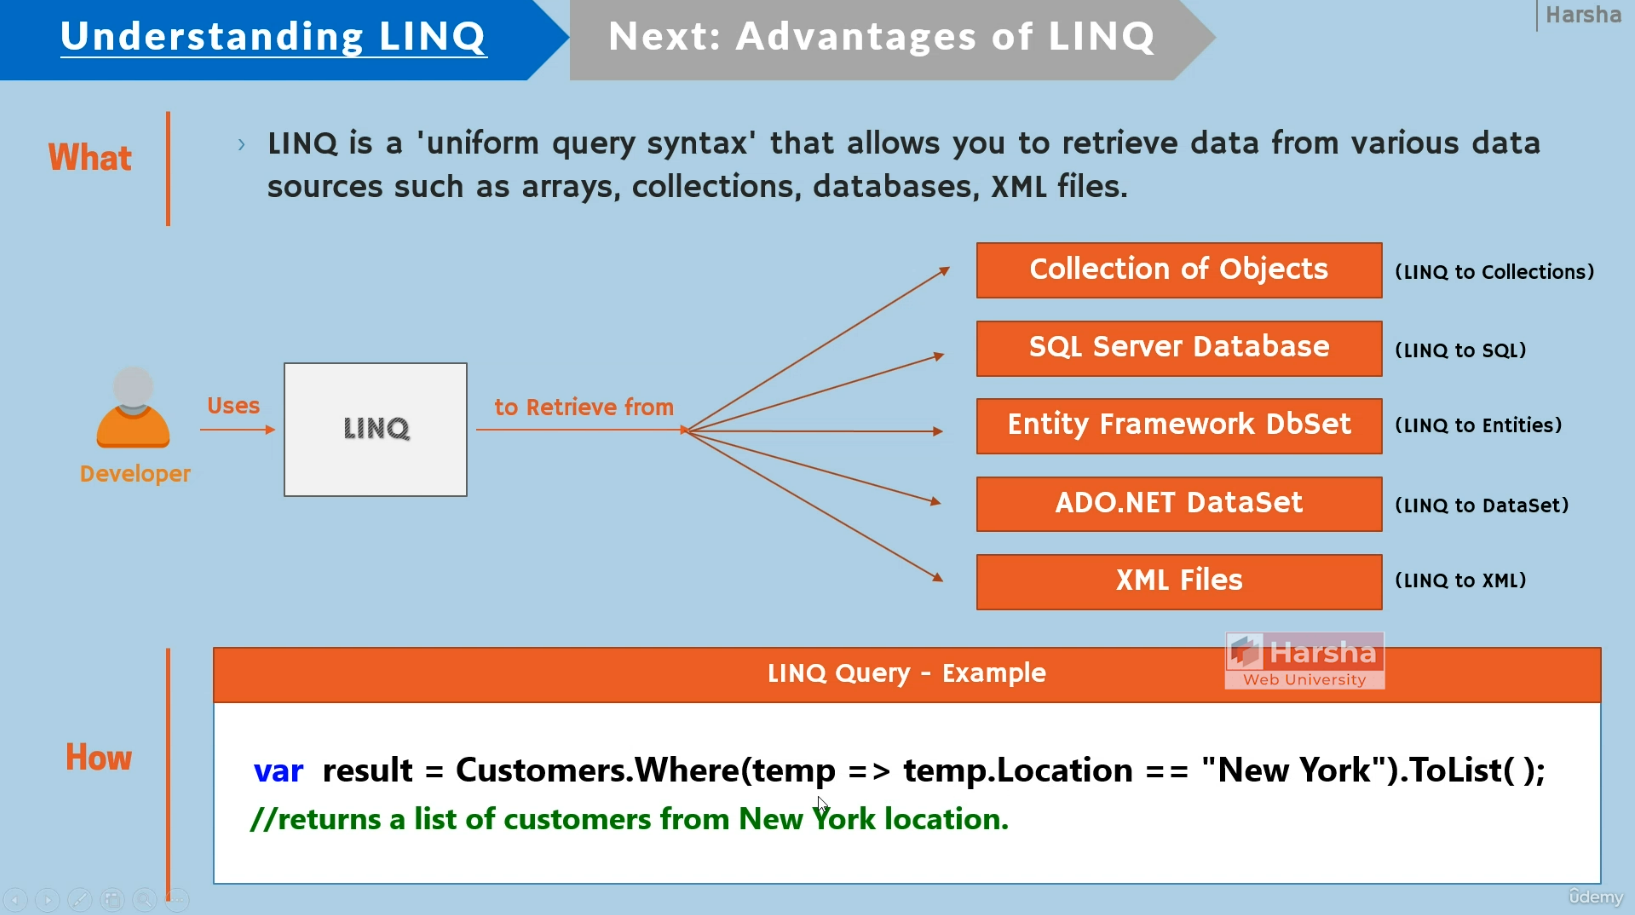 Understanding LINQ
Next: Advantages of LINQ
Harsha
What
› LINQ is a 'uniform query syntax' that allows you to retrieve data from various data
sources such as arrays, collections, databases, XML files.
Developer
Uses
LINQ
to Retrieve from
Collection of Objects (LINQ to Collections)
SQL Server Database (LINQ to SQL)
Entity Framework DbSet (LINQ to Entities)
ADO.NET DataSet (LINQ to DataSet)
XML Files (LINQ to XML)
How
LINQ Query - Example
Harsha
Web University
var result = Customers.Where(temp => temp.Location == "New York").ToList( );
//returns a list of customers from New York location.
ûdemy